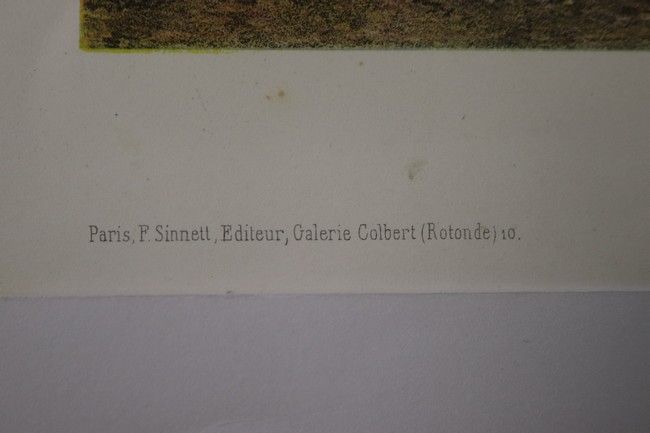 Paris, F. Sinnett, Editeur, Galerie Colbert (Rotonde) 10.